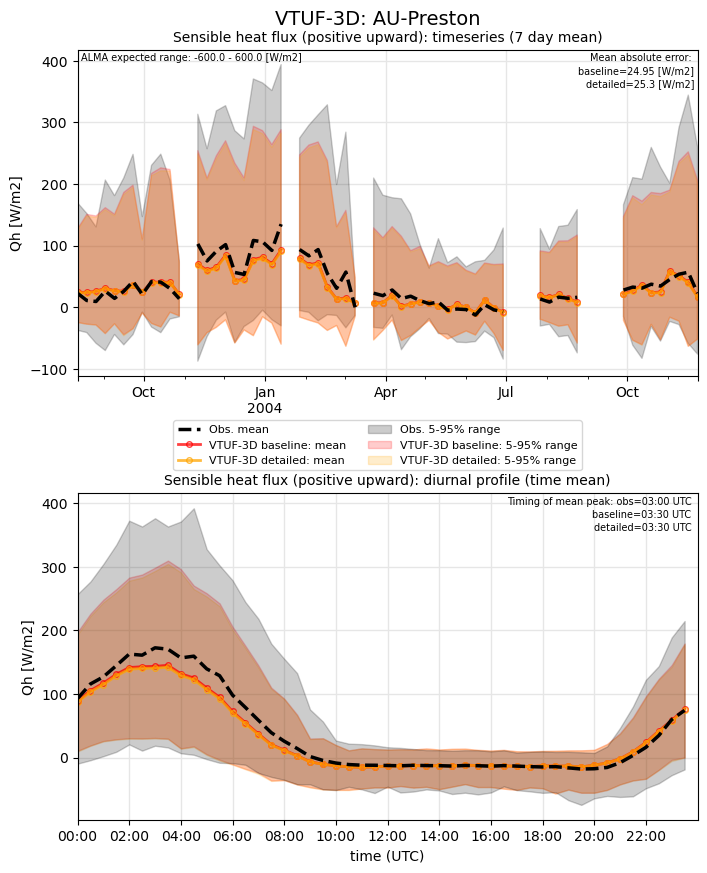 VTUF-3D: AU-Preston
Sensible heat flux (positive upward): timeseries (7 day mean)
ALMA expected range: -600.0 - 600.0 [W/m2]
Mean absolute error:
baseline=24.95 [W/m2]
detailed=25.3 [W/m2]
400
300
200
100
0
−100
Qh [W/m2]
Oct
Jan
2004
Apr
Jul
Oct
Obs. mean
VTUF-3D baseline: mean
VTUF-3D detailed: mean
Obs. 5-95% range
VTUF-3D baseline: 5-95% range
VTUF-3D detailed: 5-95% range
Sensible heat flux (positive upward): diurnal profile (time mean)
Timing of mean peak: obs=03:00 UTC
baseline=03:30 UTC
detailed=03:30 UTC
400
300
200
100
0
Qh [W/m2]
00:00 02:00 04:00 06:00 08:00 10:00 12:00 14:00 16:00 18:00 20:00 22:00
time (UTC)